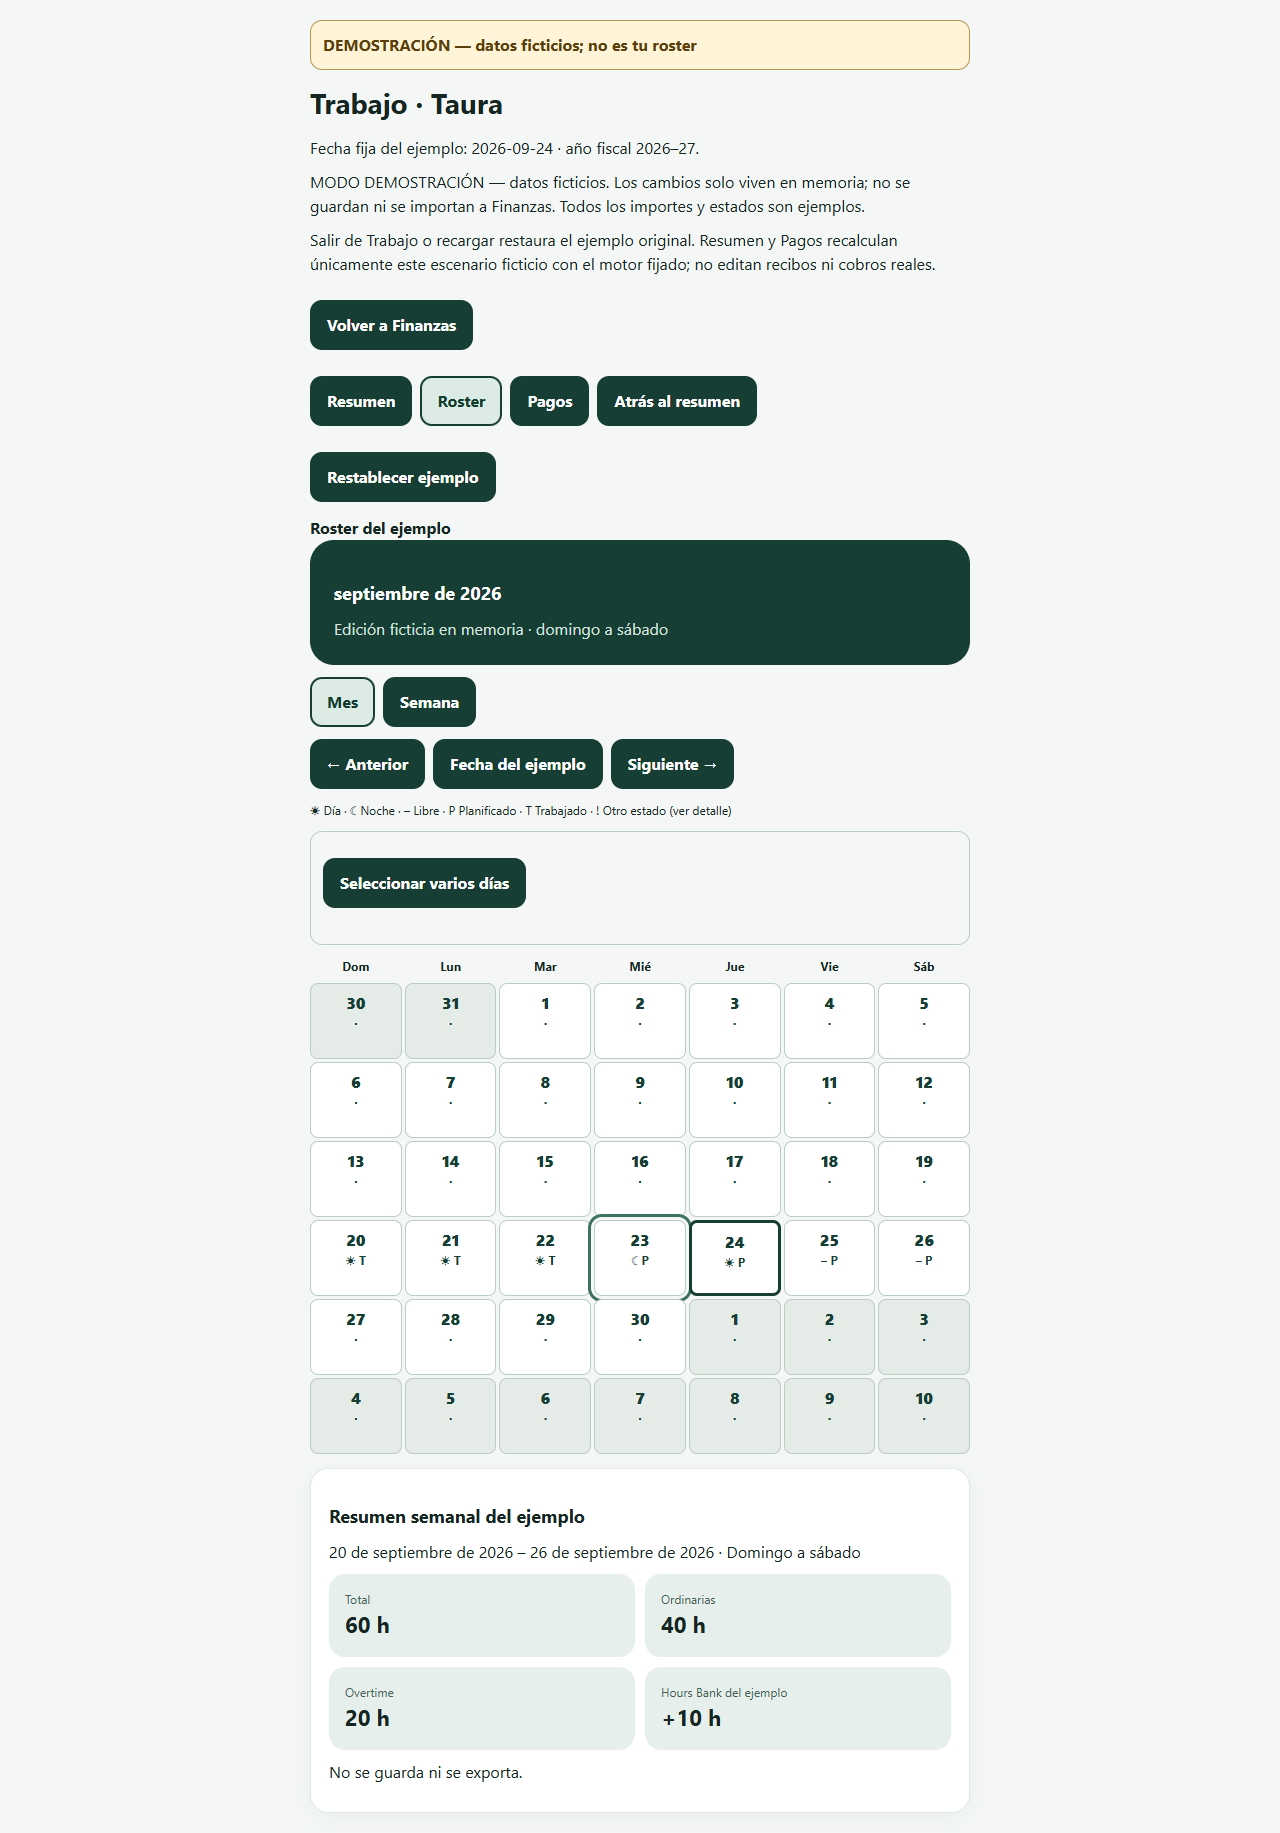 DEMOSTRACIÓN — datos ficticios; no es tu roster
Trabajo · Taura
Fecha fija del ejemplo: 2026-09-24 · año fiscal 2026–27.
MODO DEMOSTRACIÓN — datos ficticios. Los cambios solo viven en memoria; no se
guardan ni se importan a Finanzas. Todos los importes y estados son ejemplos.
Salir de Trabajo o recargar restaura el ejemplo original. Resumen y Pagos recalculan
únicamente este escenario ficticio con el motor fijado; no editan recibos ni cobros reales.
Volver a Finanzas
Resumen Roster Pagos Atrás al resumen
Restablecer ejemplo
Roster del ejemplo
septiembre de 2026
Edición ficticia en memoria · domingo a sábado
Mes Semana
← Anterior Fecha del ejemplo Siguiente →
☀ Día · ☾ Noche · – Libre · P Planificado · T Trabajado · ! Otro estado (ver detalle)
Seleccionar varios días
Dom Lun Mar Mié Jue Vie Sáb
30 31 1 2 3 4 5
· · · · · · ·
6 7 8 9 10 11 12
· · · · · · ·
13 14 15 16 17 18 19
· · · · · · ·
20 21 22 23 24 25 26
☀ T ☀ T ☀ T ☾ P ☀ P – P – P
27 28 29 30 1 2 3
· · · · · · ·
4 5 6 7 8 9 10
· · · · · · ·
Resumen semanal del ejemplo
20 de septiembre de 2026 – 26 de septiembre de 2026 · Domingo a sábado
Total Ordinarias
60 h 40 h
Overtime Hours Bank del ejemplo
20 h +10 h
No se guarda ni se exporta.